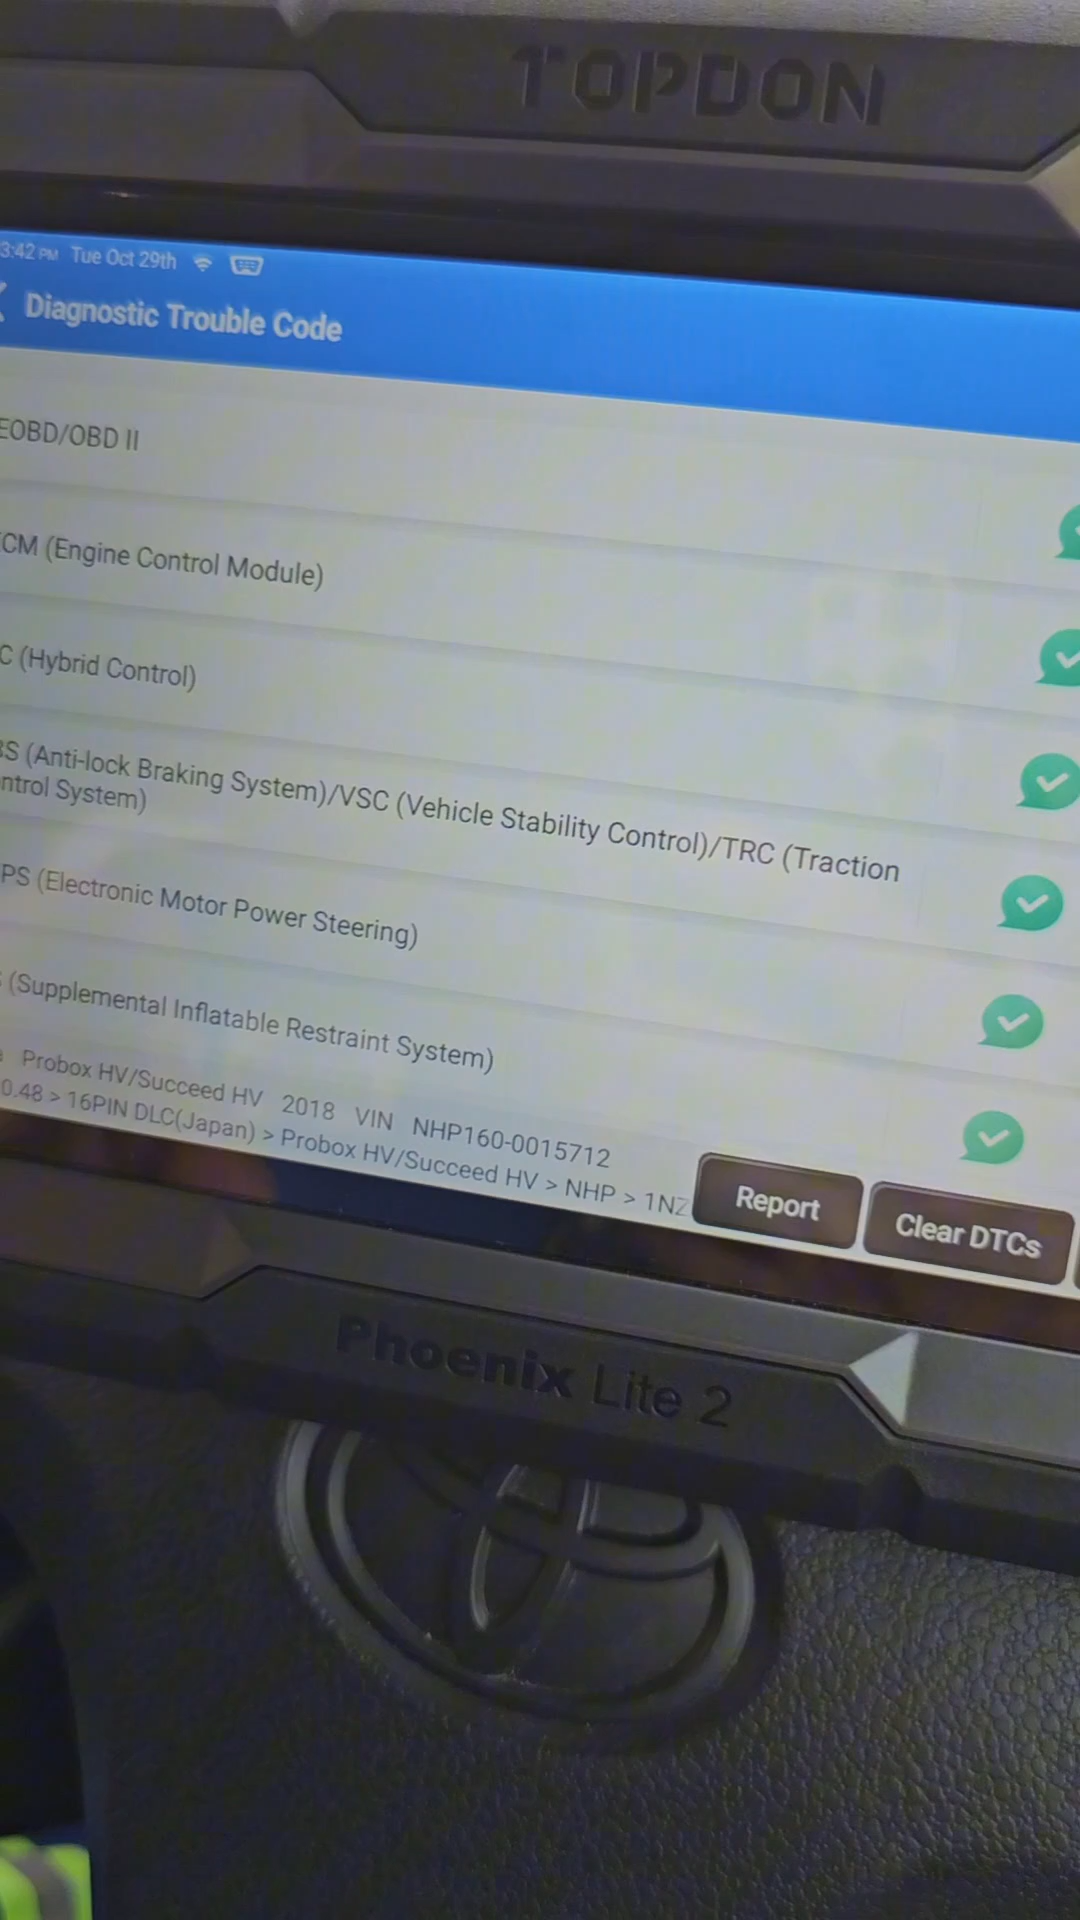 TOPDON
3:42 PM Tue Oct 29th
Diagnostic Trouble Code
EOBD/OBD II
CM (Engine Control Module)
C (Hybrid Control)
BS (Anti-lock Braking System)/VSC (Vehicle Stability Control)/TRC (Traction
ntrol System)
PS (Electronic Motor Power Steering)
(Supplemental Inflatable Restraint System)
Probox HV/Succeed HV 2018 VIN NHP160-0015712
0.48 > 16PIN DLC(Japan) > Probox HV/Succeed HV > NHP > 1NZ
Report
Clear DTCs
Phoenix Lite 2